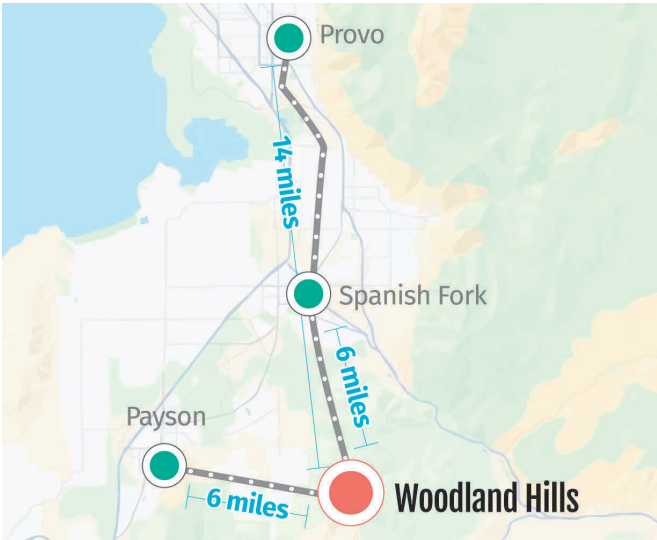 Provo
14 miles
Spanish Fork
6 miles
Payson
6 miles
Woodland Hills